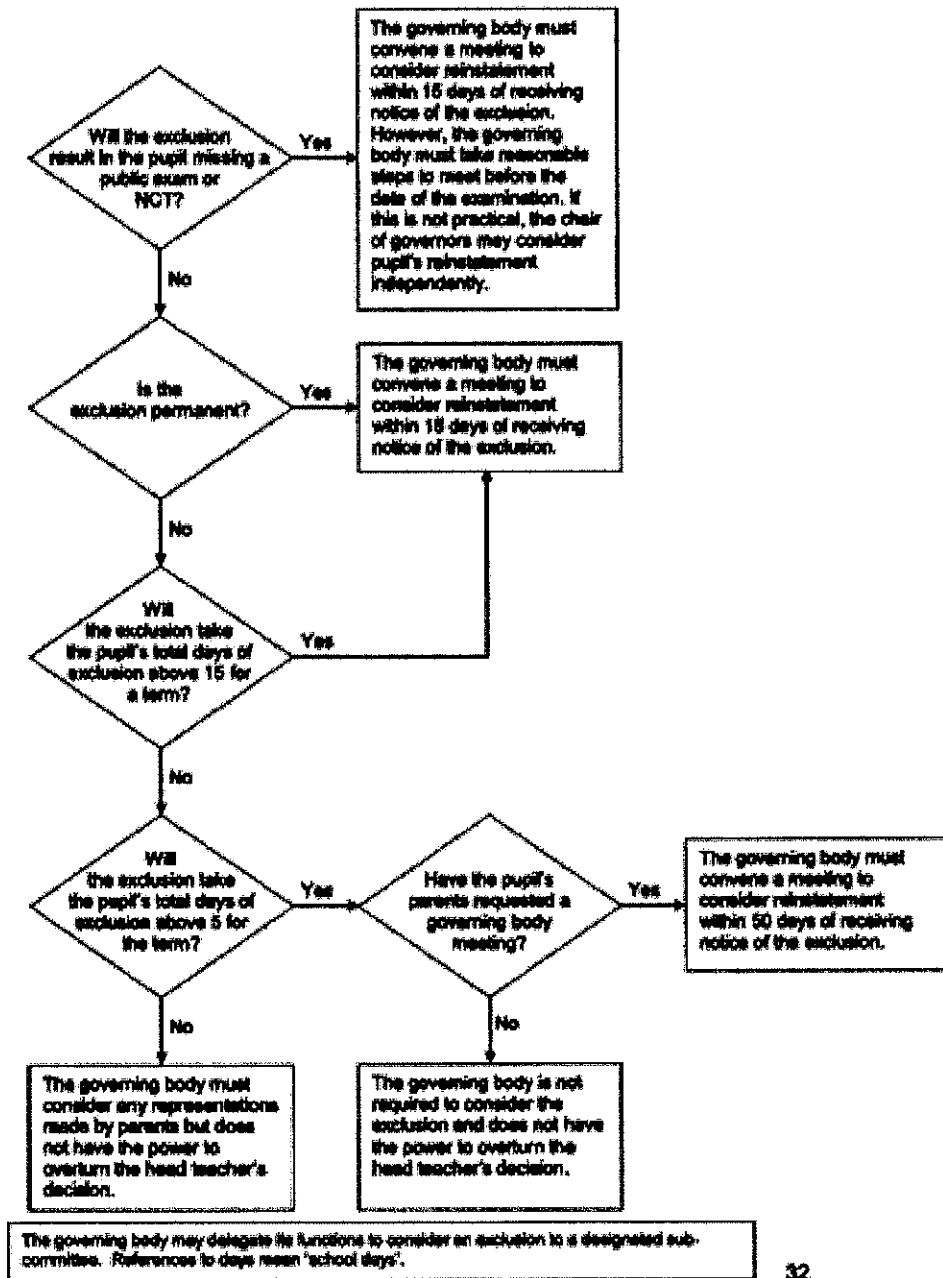 The governing body must
convene a meeting to
consider reinstatement
within 15 days of receiving
notice of the exclusion.
However, the governing
body must take reasonable
steps to meet before the
date of the examination. If
this is not practical, the chair
of governors may consider
pupil's reinstatement
independently.
Will the exclusion
result in the pupil missing a
public exam or
NCT?
Yes
No
Is the
exclusion permanent?
Yes
The governing body must
convene a meeting to
consider reinstatement
within 15 days of receiving
notice of the exclusion.
No
Will
the exclusion take
the pupil's total days of
exclusion above 15 for
a term?
Yes
No
Will
the exclusion take
the pupil's total days of
exclusion above 5 for
the term?
Yes
Have the pupil's
parents requested a
governing body
meeting?
Yes
The governing body must
convene a meeting to
consider reinstatement
within 50 days of receiving
notice of the exclusion.
No
No
The governing body must
consider any representations
made by parents but does
not have the power to
overturn the head teacher's
decision.
The governing body is not
required to consider the
exclusion and does not have
the power to overturn the
head teacher's decision.
The governing body may delegate its functions to consider an exclusion to a designated sub-
committee. References to days mean 'school days'.
32